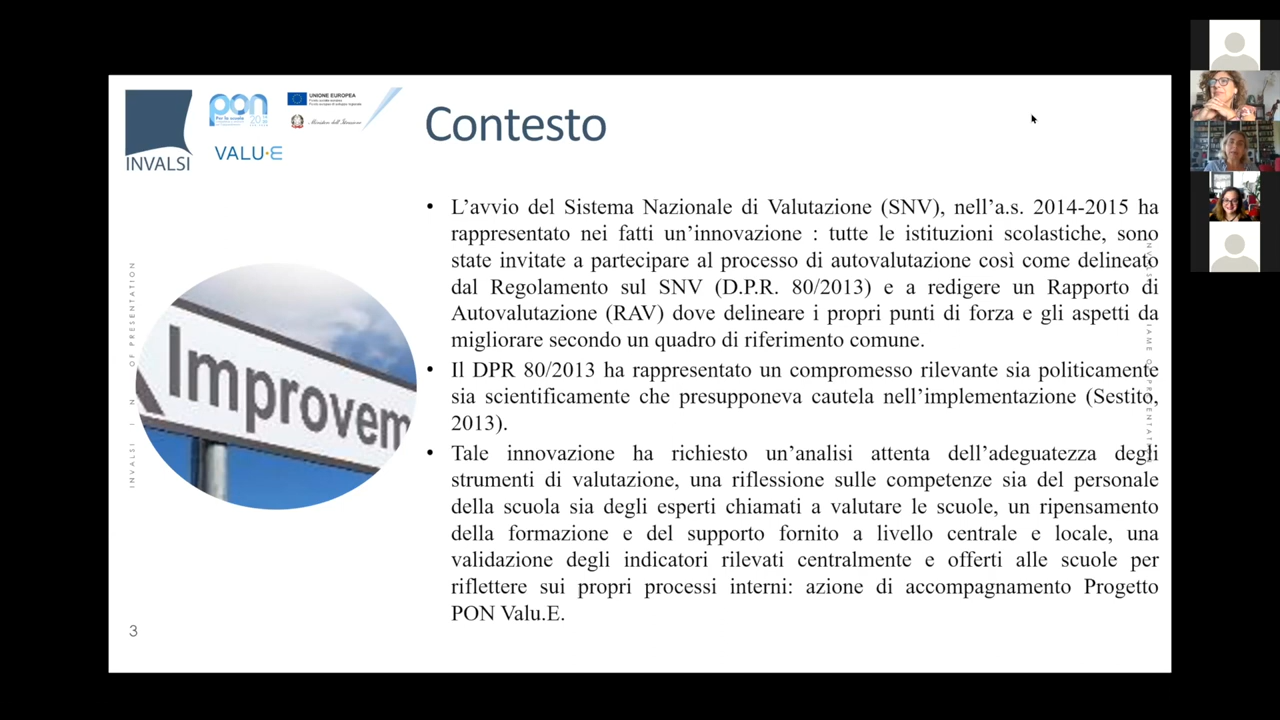 INVALSI
pon
Per la scuola
VALU·E
UNIONE EUROPEA
Contesto
• L’avvio del Sistema Nazionale di Valutazione (SNV), nell’a.s. 2014-2015 ha
rappresentato nei fatti un’innovazione : tutte le istituzioni scolastiche, sono
state invitate a partecipare al processo di autovalutazione così come delineato
dal Regolamento sul SNV (D.P.R. 80/2013) e a redigere un Rapporto di
Autovalutazione (RAV) dove delineare i propri punti di forza e gli aspetti da
migliorare secondo un quadro di riferimento comune.
• Il DPR 80/2013 ha rappresentato un compromesso rilevante sia politicamente
sia scientificamente che presupponeva cautela nell’implementazione (Sestito,
2013).
• Tale innovazione ha richiesto un’analisi attenta dell’adeguatezza degli
strumenti di valutazione, una riflessione sulle competenze sia del personale
della scuola sia degli esperti chiamati a valutare le scuole, un ripensamento
della formazione e del supporto fornito a livello centrale e locale, una
validazione degli indicatori rilevati centralmente e offerti alle scuole per
riflettere sui propri processi interni: azione di accompagnamento Progetto
PON Valu.E.
Improvem
INVALSI I N OF PRESENTATION
3